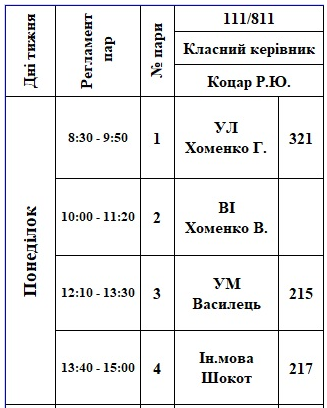 Дні тижня
Регламент
пар
№ пари
111/811
Класний керівник
Коцар Р.Ю.
Понеділок
8:30 - 9:50
1
УЛ
Хоменко Г.
321
10:00 - 11:20
2
ВІ
Хоменко В.
12:10 - 13:30
3
УМ
Василець
215
13:40 - 15:00
4
Ін.мова
Шокот
217